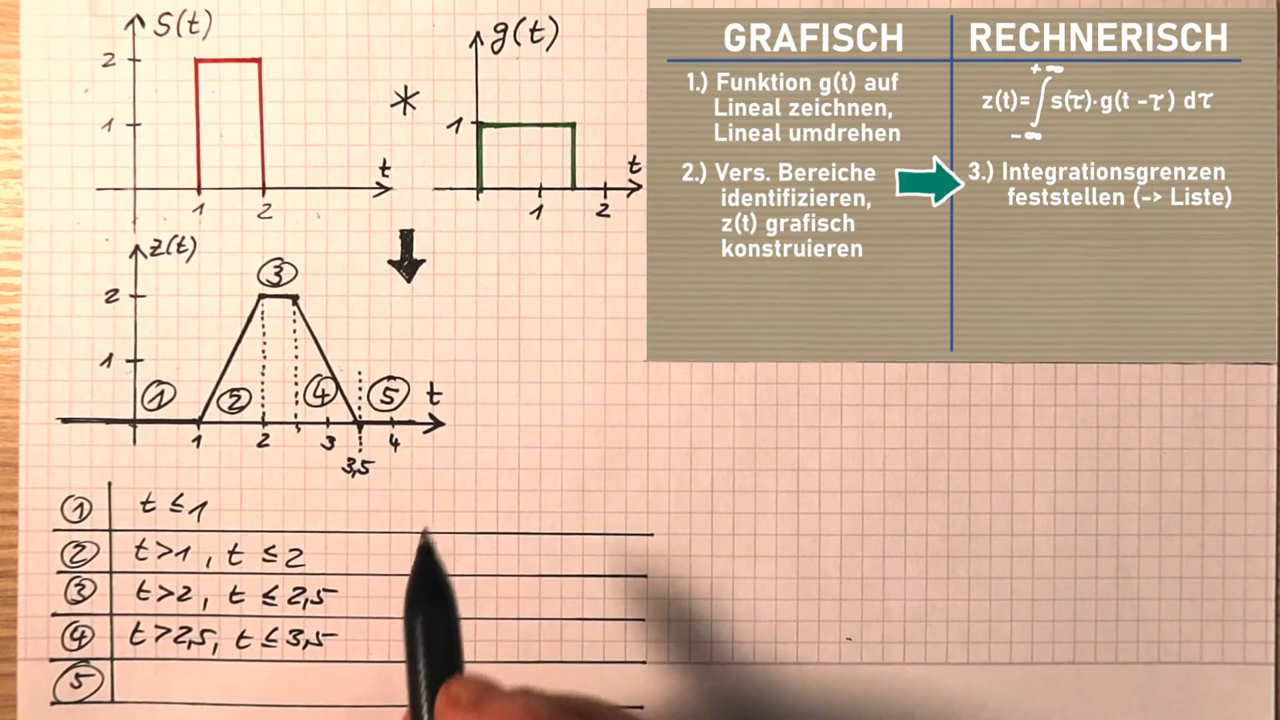 S(t)
2
1
t
1
2
*
g(t)
1
t
1
2
z(t)
2
1
③
①
②
④
⑤
t
1
2
3
3,5
4
① t ≤ 1
② t > 1 , t ≤ 2
③ t > 2 , t ≤ 2,5
④ t > 2,5, t ≤ 3,5
⑤
GRAFISCH
1.) Funktion g(t) auf
Lineal zeichnen,
Lineal umdrehen
2.) Vers. Bereiche
identifizieren,
z(t) grafisch
konstruieren
RECHNERISCH
+∞
z(t)= ∫ s(τ)·g(t -τ) dτ
-∞
3.) Integrationsgrenzen
feststellen (-> Liste)